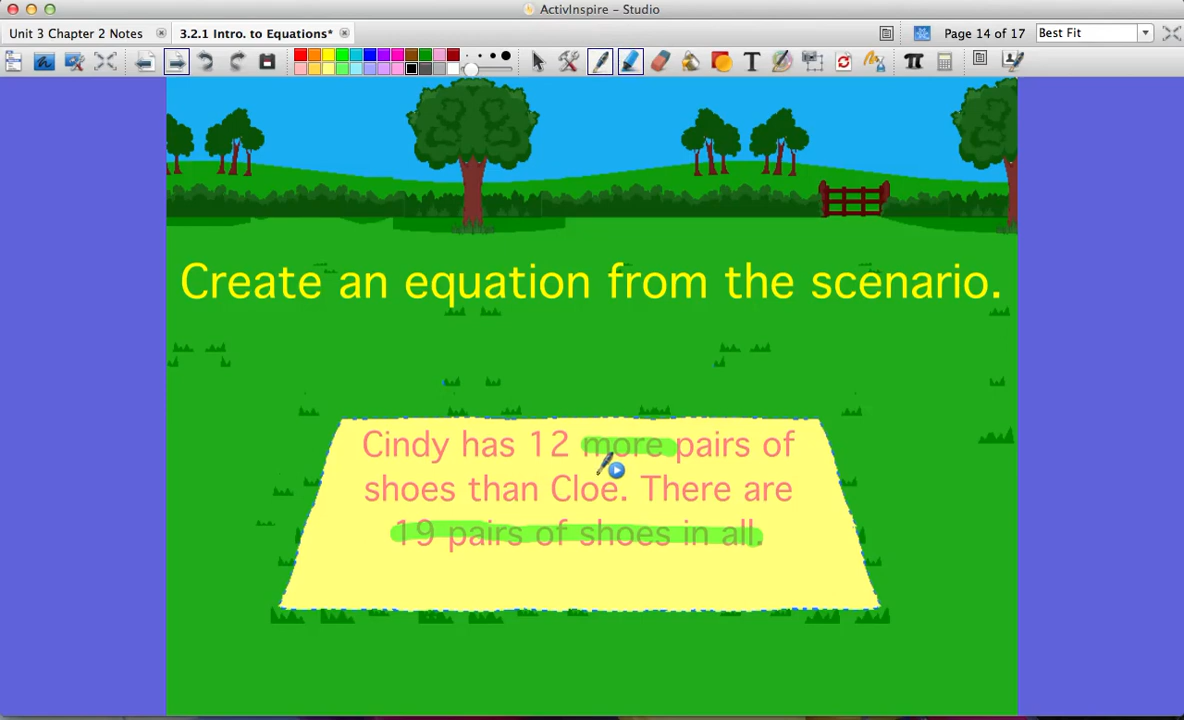 ActivInspire – Studio
Unit 3 Chapter 2 Notes
3.2.1 Intro. to Equations*
Page 14 of 17
Best Fit
Create an equation from the scenario.
Cindy has 12 more pairs of
shoes than Cloe. There are
19 pairs of shoes in all.